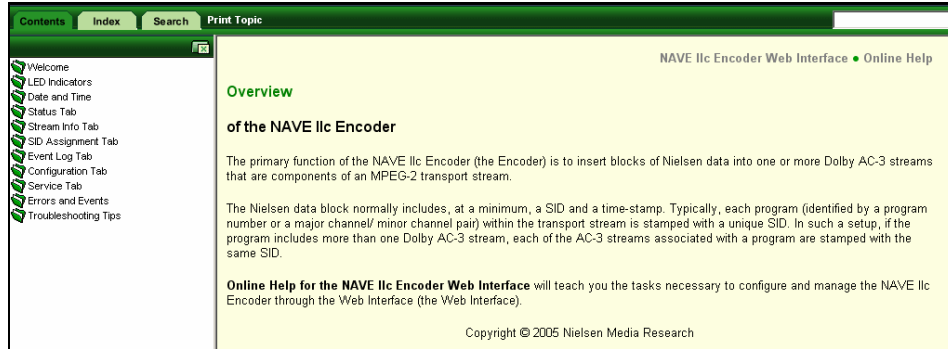 Contents Index Search Print Topic
Welcome
LED Indicators
Date and Time
Status Tab
Stream Info Tab
SID Assignment Tab
Event Log Tab
Configuration Tab
Service Tab
Errors and Events
Troubleshooting Tips
NAVE IIc Encoder Web Interface • Online Help
Overview
of the NAVE IIc Encoder
The primary function of the NAVE IIc Encoder (the Encoder) is to insert blocks of Nielsen data into one or more Dolby AC-3 streams
that are components of an MPEG-2 transport stream.
The Nielsen data block normally includes, at a minimum, a SID and a time-stamp. Typically, each program (identified by a program
number or a major channel/ minor channel pair) within the transport stream is stamped with a unique SID. In such a setup, if the
program includes more than one Dolby AC-3 stream, each of the AC-3 streams associated with a program are stamped with the
same SID.
Online Help for the NAVE IIc Encoder Web Interface will teach you the tasks necessary to configure and manage the NAVE IIc
Encoder through the Web Interface (the Web Interface).
Copyright © 2005 Nielsen Media Research